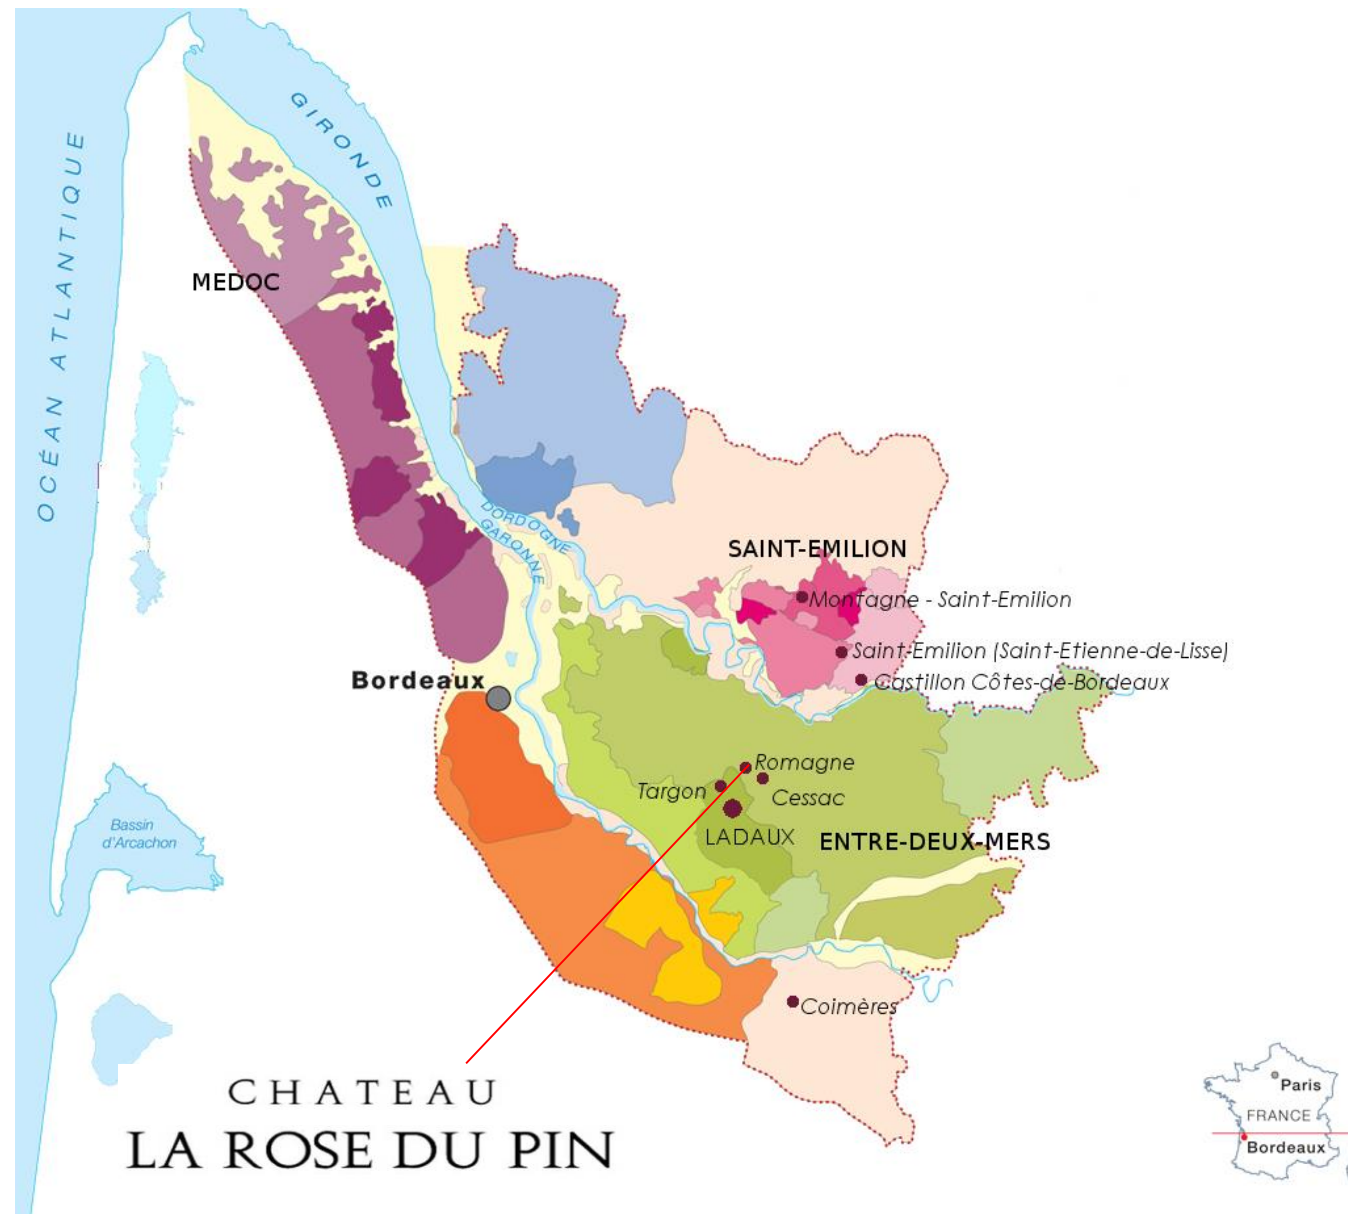 GIRONDE
OCÉAN ATLANTIQUE
MEDOC
DORDOGNE
GARONNE
SAINT-EMILION
Montagne - Saint-Emilion
Saint-Emilion (Saint-Etienne-de-Lisse)
Castillon Côtes-de-Bordeaux
Bordeaux
Romagne
Targon
Cessac
LADAUX
ENTRE-DEUX-MERS
Bassin
d'Arcachon
Coimères
CHATEAU
LA ROSE DU PIN
Paris
FRANCE
Bordeaux